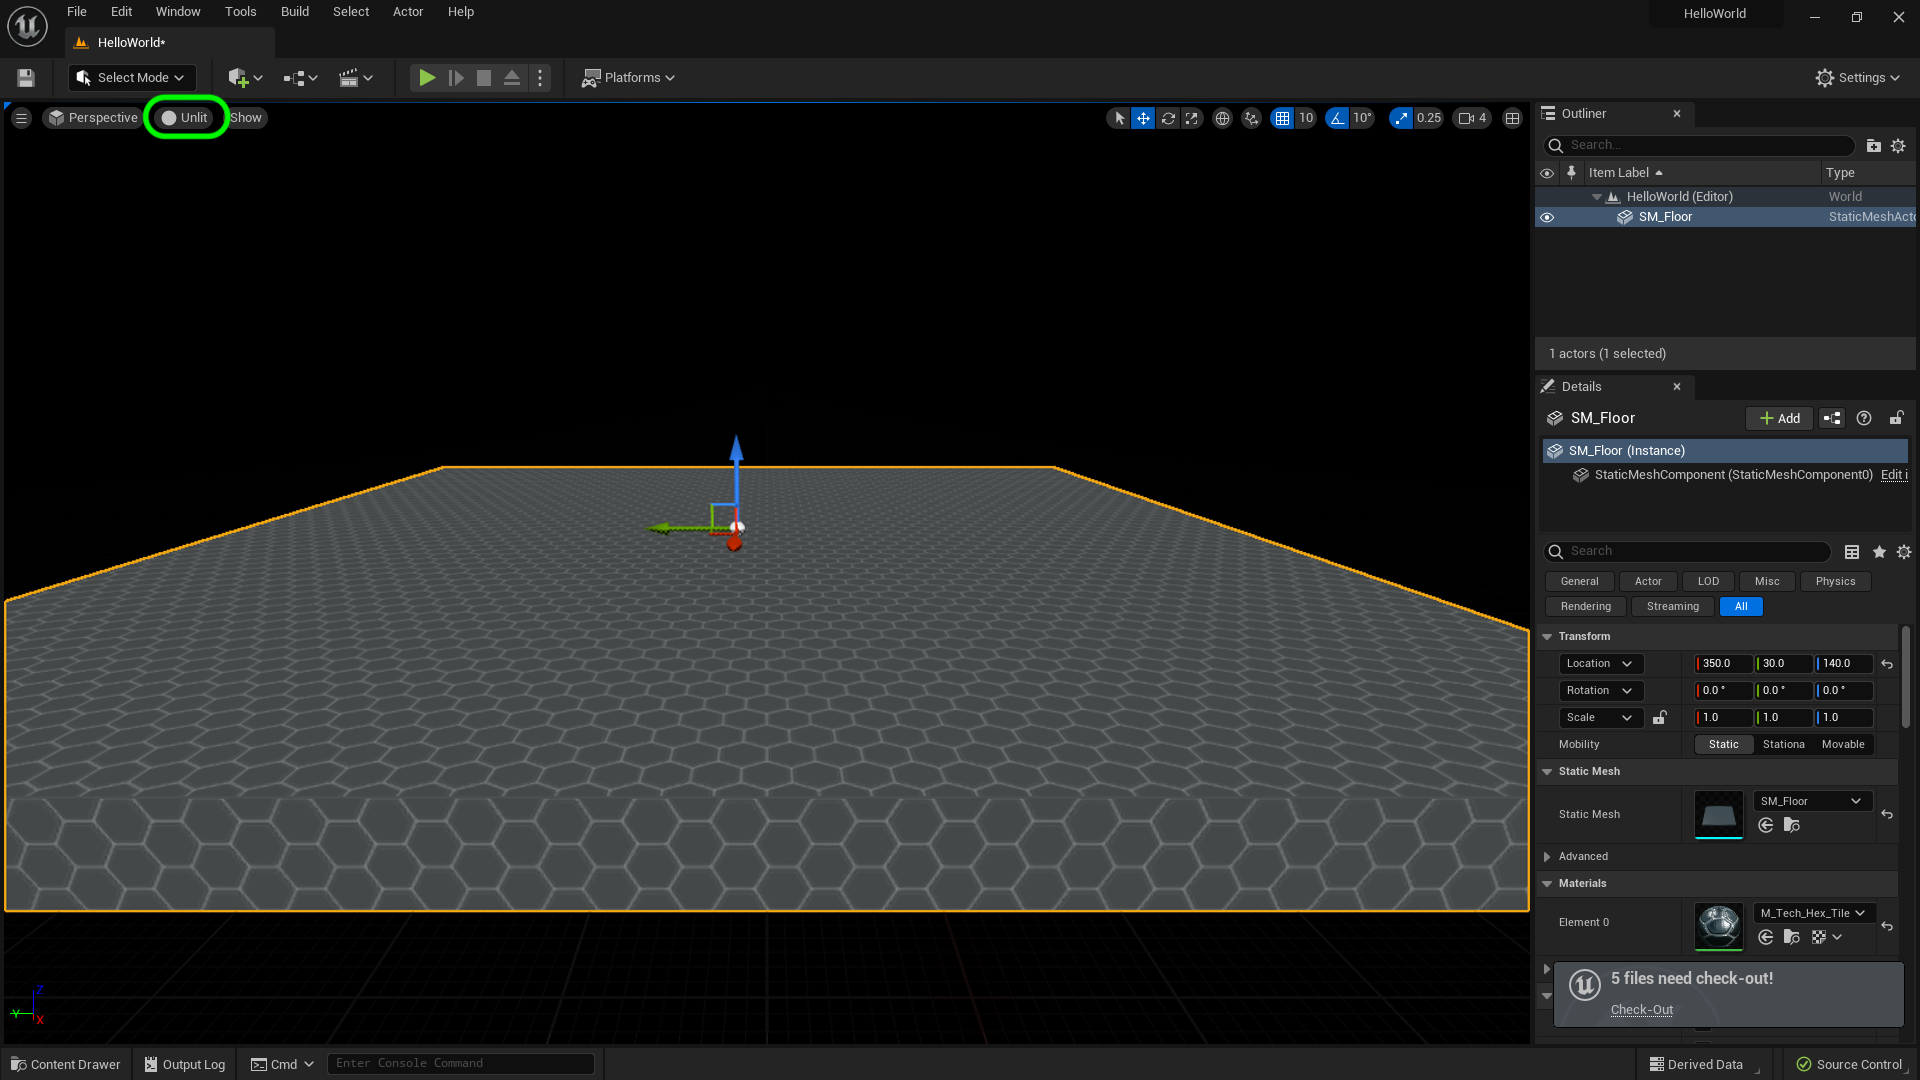 File Edit Window Tools Build Select Actor Help
HelloWorld
HelloWorld*
Select Mode
Platforms
Settings
Perspective
Unlit
Show
10
10°
0.25
4
Outliner
Search...
Item Label
Type
HelloWorld (Editor)
World
SM_Floor
StaticMeshActo
1 actors (1 selected)
Details
SM_Floor
Add
SM_Floor (Instance)
StaticMeshComponent (StaticMeshComponent0)
Edit i
Search
General Actor LOD Misc Physics
Rendering Streaming All
Transform
Location 350.0 30.0 140.0
Rotation 0.0 ° 0.0 ° 0.0 °
Scale 1.0 1.0 1.0
Mobility Static Stationa Movable
Static Mesh
Static Mesh SM_Floor
Advanced
Materials
Element 0 M_Tech_Hex_Tile
5 files need check-out!
Check-Out
Z
Y
X
Content Drawer
Output Log
Cmd
Enter Console Command
Derived Data
Source Control